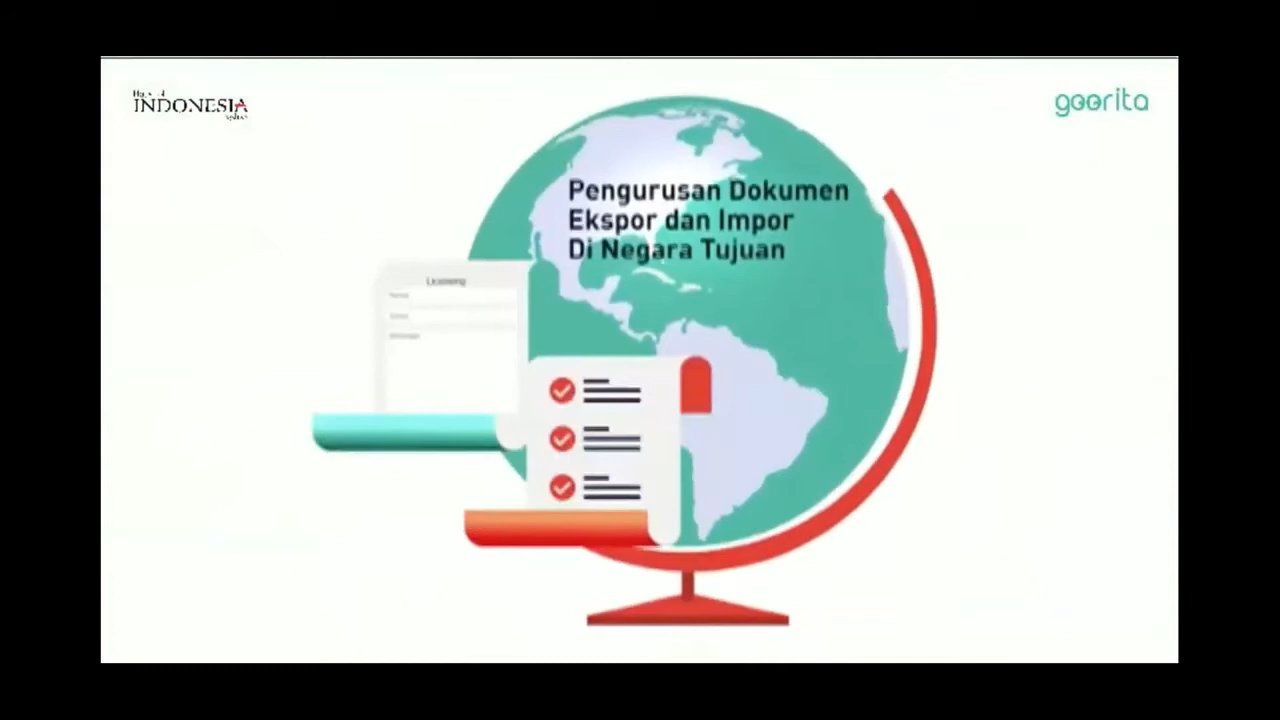 INDONESIA
goorita
Pengurusan Dokumen
Ekspor dan Impor
Di Negara Tujuan
Licensing